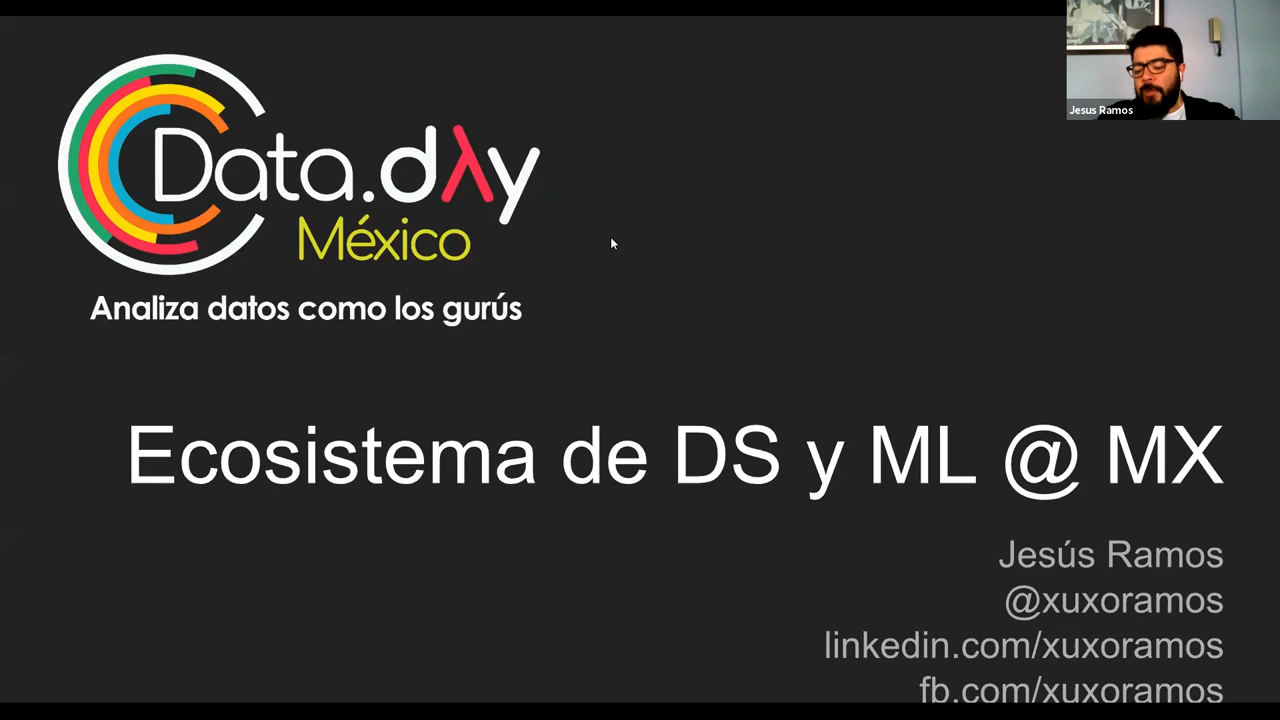 Jesus Ramos
Data.dλy
México
Analiza datos como los gurús
Ecosistema de DS y ML @ MX
Jesús Ramos
@xuxoramos
linkedin.com/xuxoramos
fb.com/xuxoramos